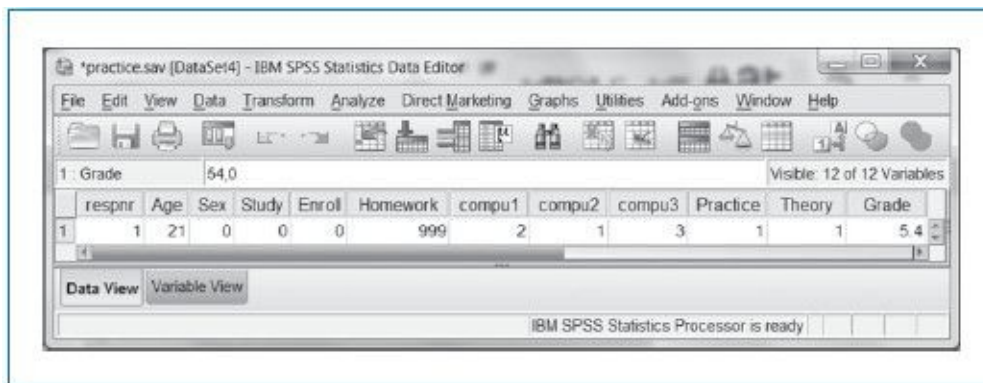 *practice.sav [DataSet4] - IBM SPSS Statistics Data Editor
File Edit View Data Transform Analyze Direct Marketing Graphs Utilities Add-ons Window Help
1 : Grade 54,0 Visible: 12 of 12 Variables
respnr Age Sex Study Enrol Homework compu1 compu2 compu3 Practice Theory Grade
1 1 21 0 0 0 999 2 1 3 1 1 5.4
Data View Variable View
IBM SPSS Statistics Processor is ready